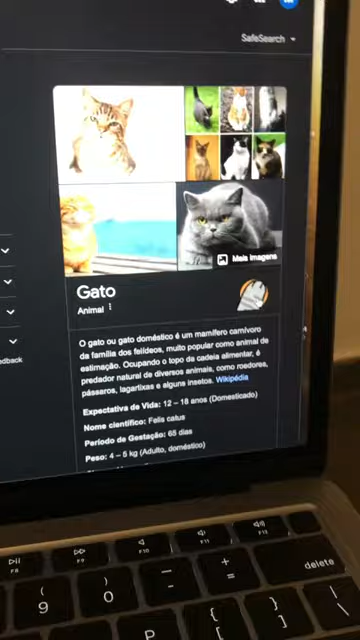 SafeSearch
Mais imagens
Gato
Animal
O gato ou gato doméstico é um mamífero carnívoro
da família dos felídeos, muito popular como animal de
estimação. Ocupando o topo da cadeia alimentar, é
predador natural de diversos animais, como roedores,
pássaros, lagartixas e alguns insetos. Wikipédia
Expectativa de Vida: 12 – 18 anos (Domesticado)
Nome científico: Felis catus
Período de Gestação: 65 dias
Peso: 4 – 5 kg (Adulto, doméstico)
edback
F8
F9
F10
F11
F12
( 9
) 0
_ -
+ =
delete
P
{ [
} ]
| \